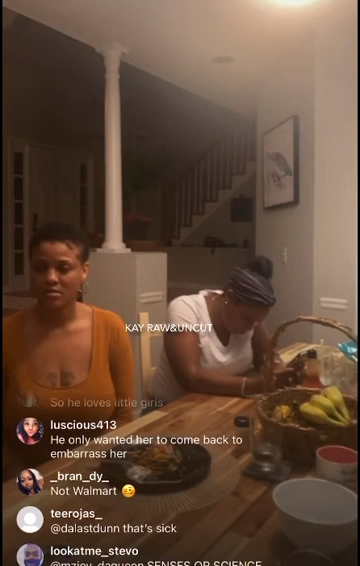 KAY RAW&UNCUT
So he loves little girls
luscious413
He only wanted her to come back to
embarrass her
_bran_dy_
Not Walmart 🥴
teerojas_
@dalastdunn that's sick
lookatme_stevo
@mzjoy_daqueen SENSES OR SCIENCE